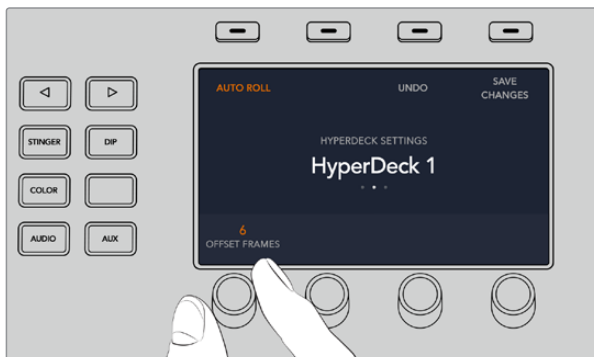 AUTO ROLL
UNDO
SAVE
CHANGES
STINGER
DIP
HYPERDECK SETTINGS
HyperDeck 1
COLOR
AUDIO
AUX
6
OFFSET FRAMES